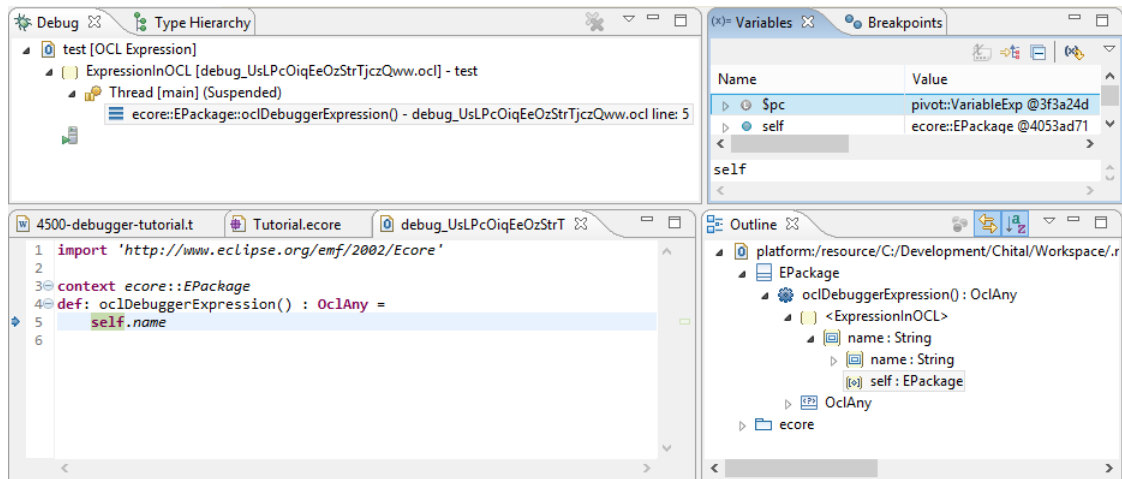 Debug
Type Hierarchy
test [OCL Expression]
ExpressionInOCL [debug_UsLPcOiqEeOzStrTjczQww.ocl] - test
Thread [main] (Suspended)
ecore::EPackage::oclDebuggerExpression() - debug_UsLPcOiqEeOzStrTjczQww.ocl line: 5
(x)= Variables
Breakpoints
Name Value
$pc pivot::VariableExp @3f3a24d
self ecore::EPackage @4053ad71
self
4500-debugger-tutorial.t
Tutorial.ecore
debug_UsLPcOiqEeOzStrT
1 import 'http://www.eclipse.org/emf/2002/Ecore'
2
3 context ecore::EPackage
4 def: oclDebuggerExpression() : OclAny =
5 self.name
6
Outline
platform:/resource/C:/Development/Chital/Workspace/.r
EPackage
oclDebuggerExpression() : OclAny
<ExpressionInOCL>
name : String
name : String
self : EPackage
OclAny
ecore